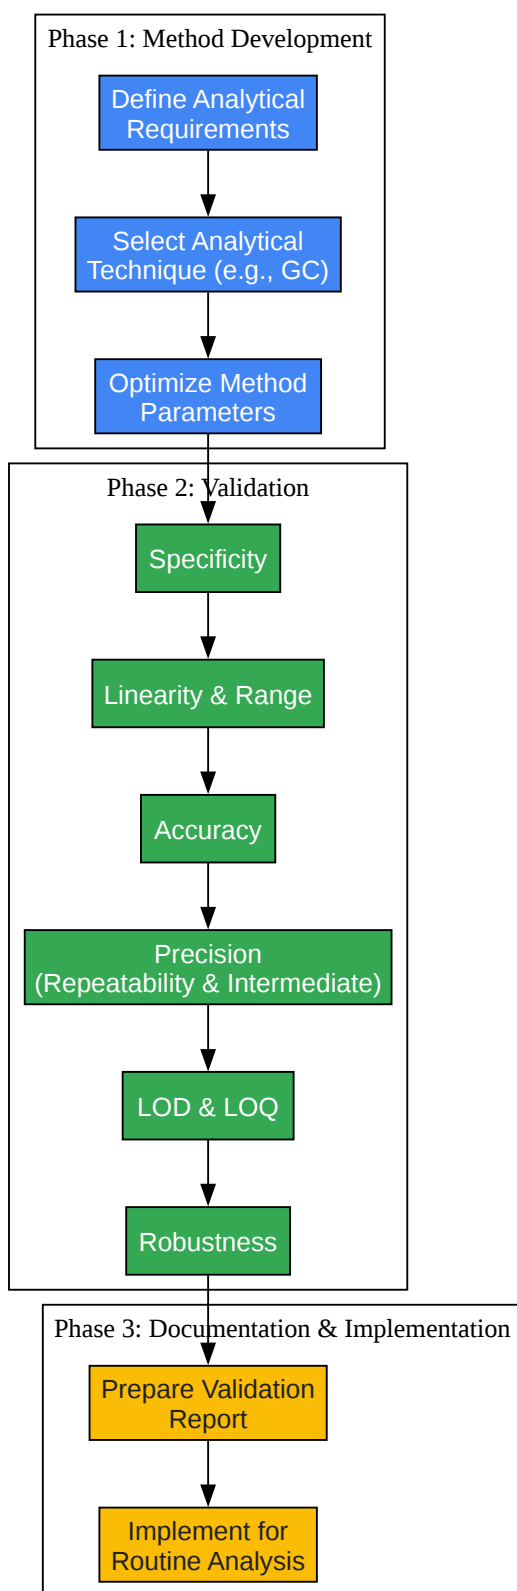 Phase 1: Method Development
Define Analytical
Requirements
Select Analytical
Technique (e.g., GC)
Optimize Method
Parameters
Phase 2: Validation
Specificity
Linearity & Range
Accuracy
Precision
(Repeatability & Intermediate)
LOD & LOQ
Robustness
Phase 3: Documentation & Implementation
Prepare Validation
Report
Implement for
Routine Analysis